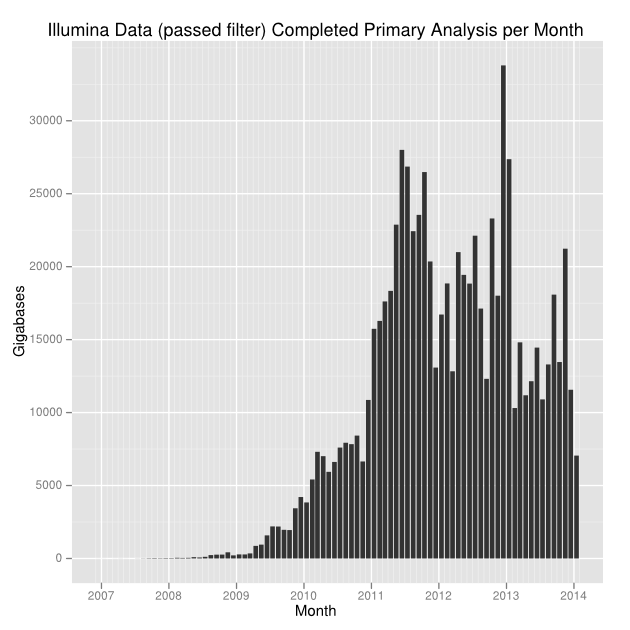 Illumina Data (passed filter) Completed Primary Analysis per Month
Gigabases
30000
25000
20000
15000
10000
5000
0
2007 2008 2009 2010 2011 2012 2013 2014
Month